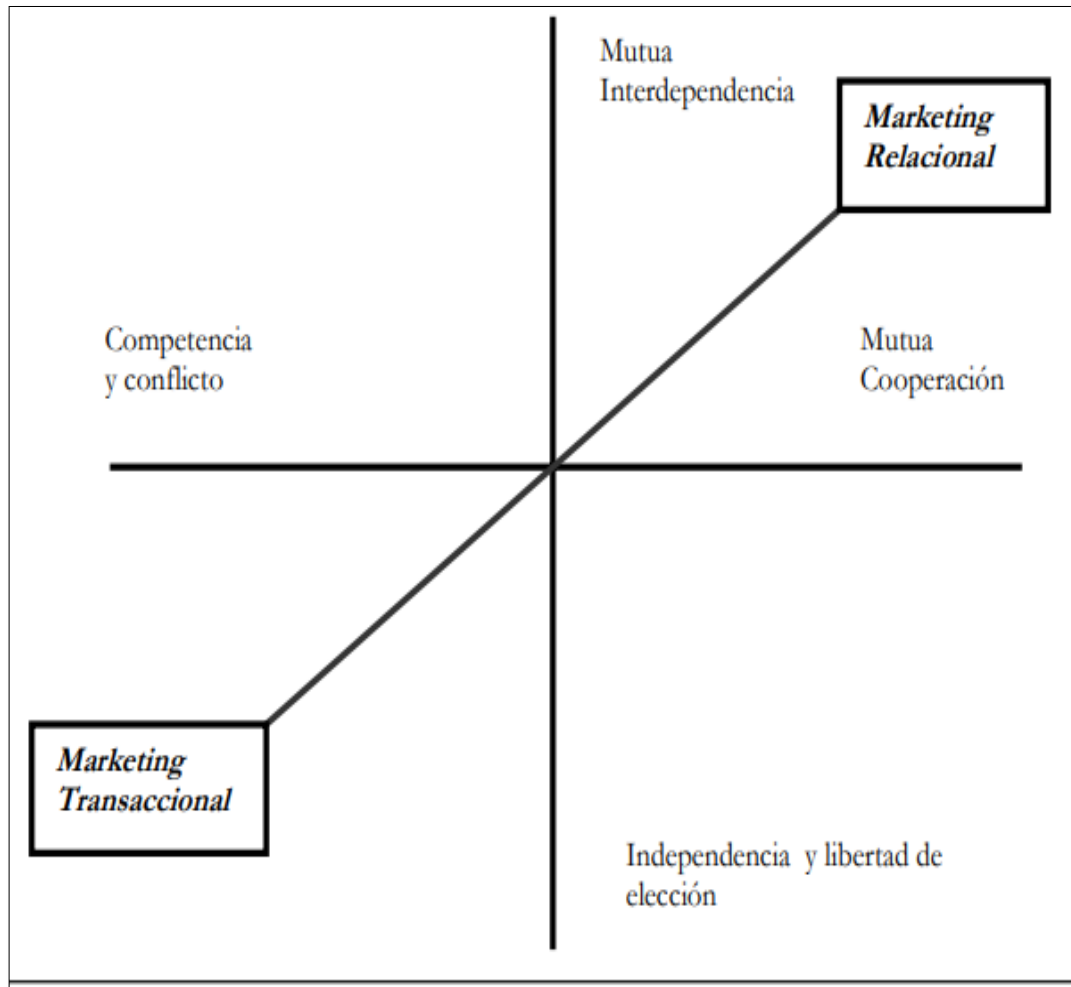 Mutua
Interdependencia
Marketing
Relacional
Competencia
y conflicto
Mutua
Cooperación
Marketing
Transaccional
Independencia y libertad de
elección